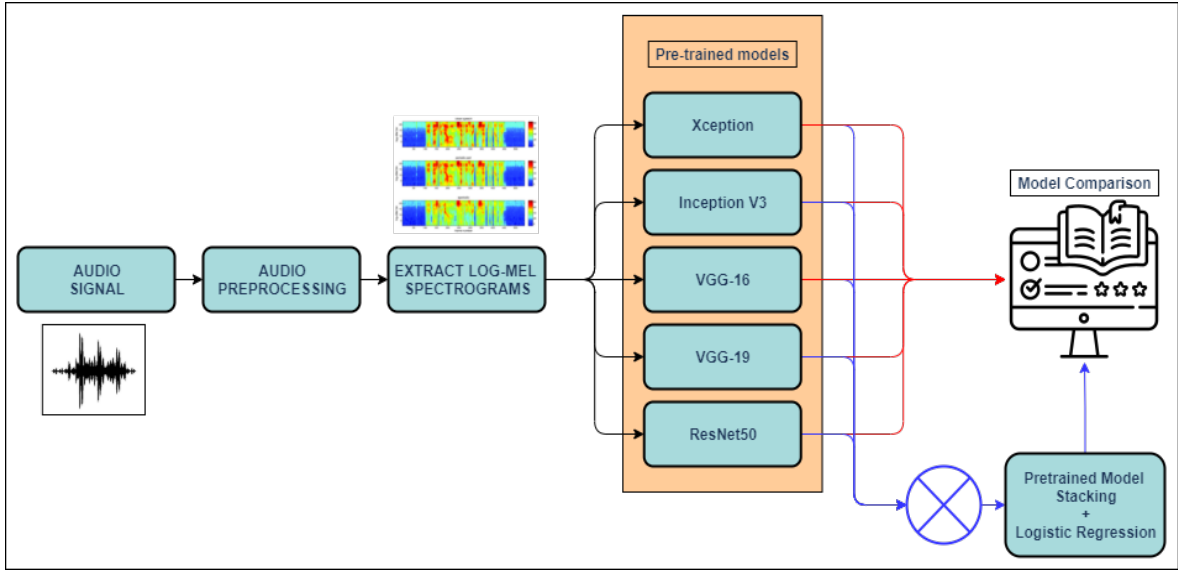 Pre-trained models
Xception
Inception V3
VGG-16
VGG-19
ResNet50
AUDIO
SIGNAL
AUDIO
PREPROCESSING
EXTRACT LOG-MEL
SPECTROGRAMS
Model Comparison
Pretrained Model
Stacking
+
Logistic Regression